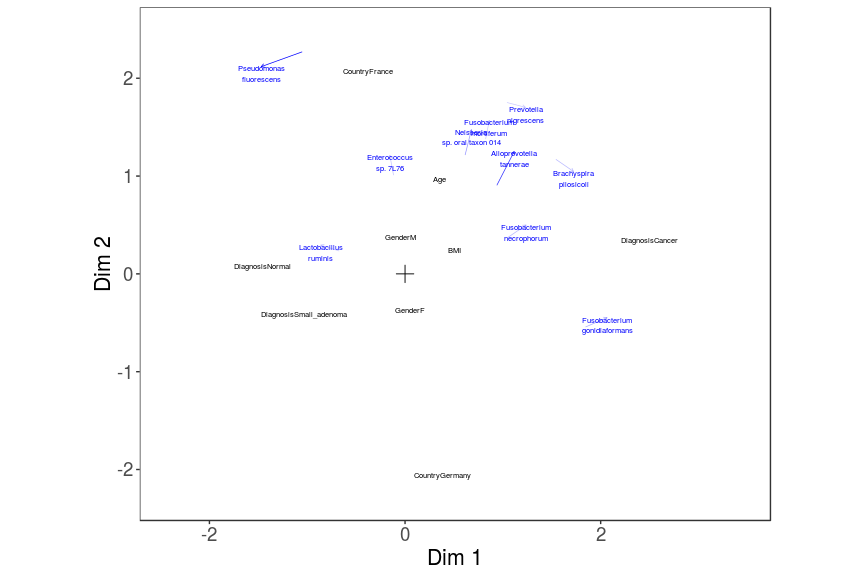 Pseudomonas
fluorescens
CountryFrance
Prevotella
nigrescens
Fusobacterium
mortiferum
Neisseria
sp. oral taxon 014
Alloprevotella
tannerae
Enterococcus
sp. 7L76
Brachyspira
pilosicoli
Age
Fusobacterium
necrophorum
GenderM
BMI
DiagnosisCancer
Lactobacillus
ruminis
DiagnosisNormal
DiagnosisSmall_adenoma
GenderF
Fusobacterium
gonidiaformans
CountryGermany
2
1
0
-1
-2
Dim 2
-2
0
2
Dim 1